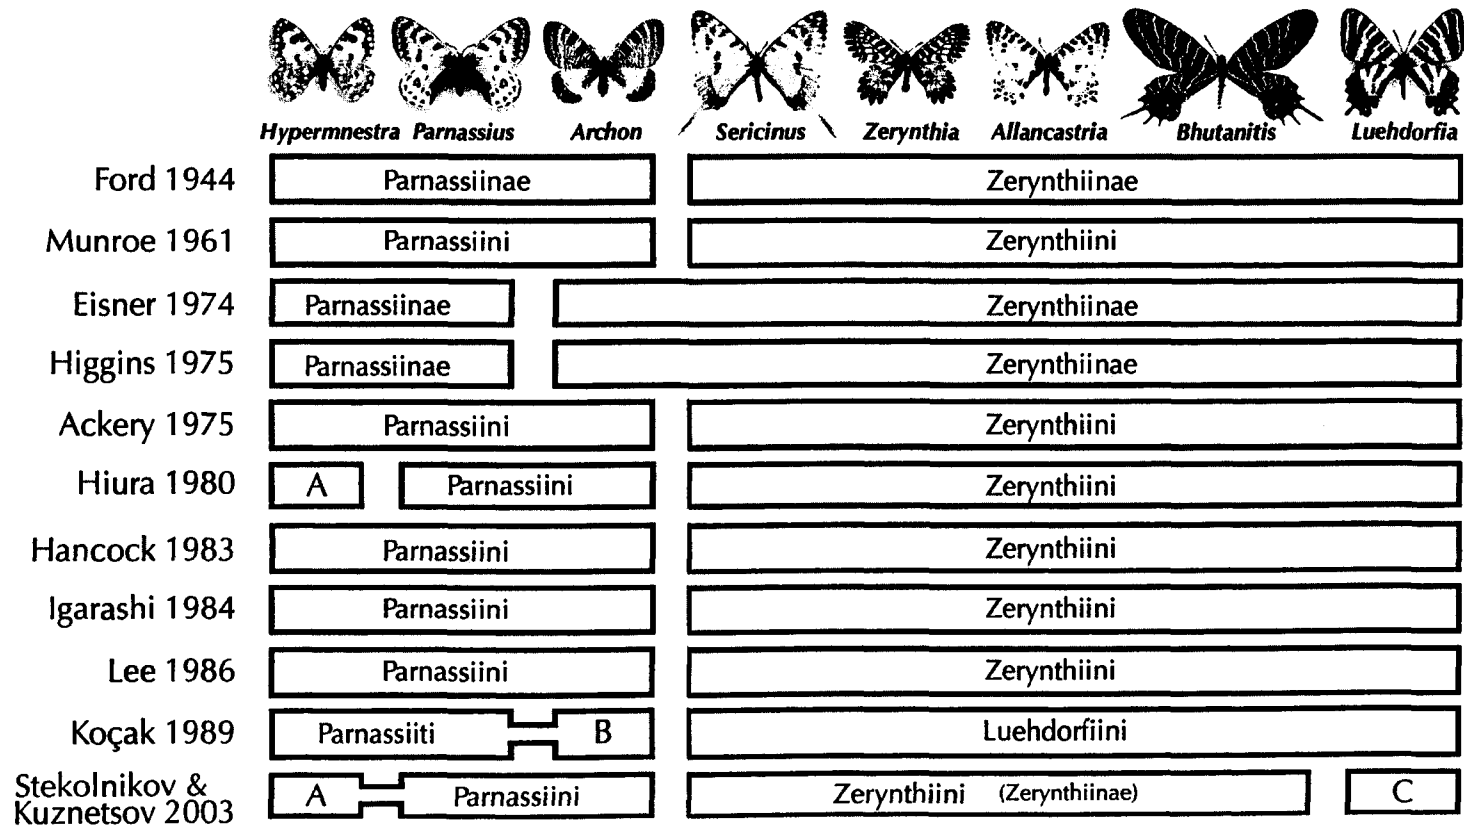 Hypermnestra Parnassius Archon Sericinus Zerynthia Allancastria Bhutanitis Luehdorfia
Ford 1944 Parnassiinae Zerynthiinae
Munroe 1961 Parnassiini Zerynthiini
Eisner 1974 Parnassiinae Zerynthiinae
Higgins 1975 Parnassiinae Zerynthiinae
Ackery 1975 Parnassiini Zerynthiini
Hiura 1980 A Parnassiini Zerynthiini
Hancock 1983 Parnassiini Zerynthiini
Igarashi 1984 Parnassiini Zerynthiini
Lee 1986 Parnassiini Zerynthiini
Koçak 1989 Parnassiiti B Luehdorfiini
Stekolnikov &
Kuznetsov 2003 A Parnassiini Zerynthiini (Zerynthiinae) C